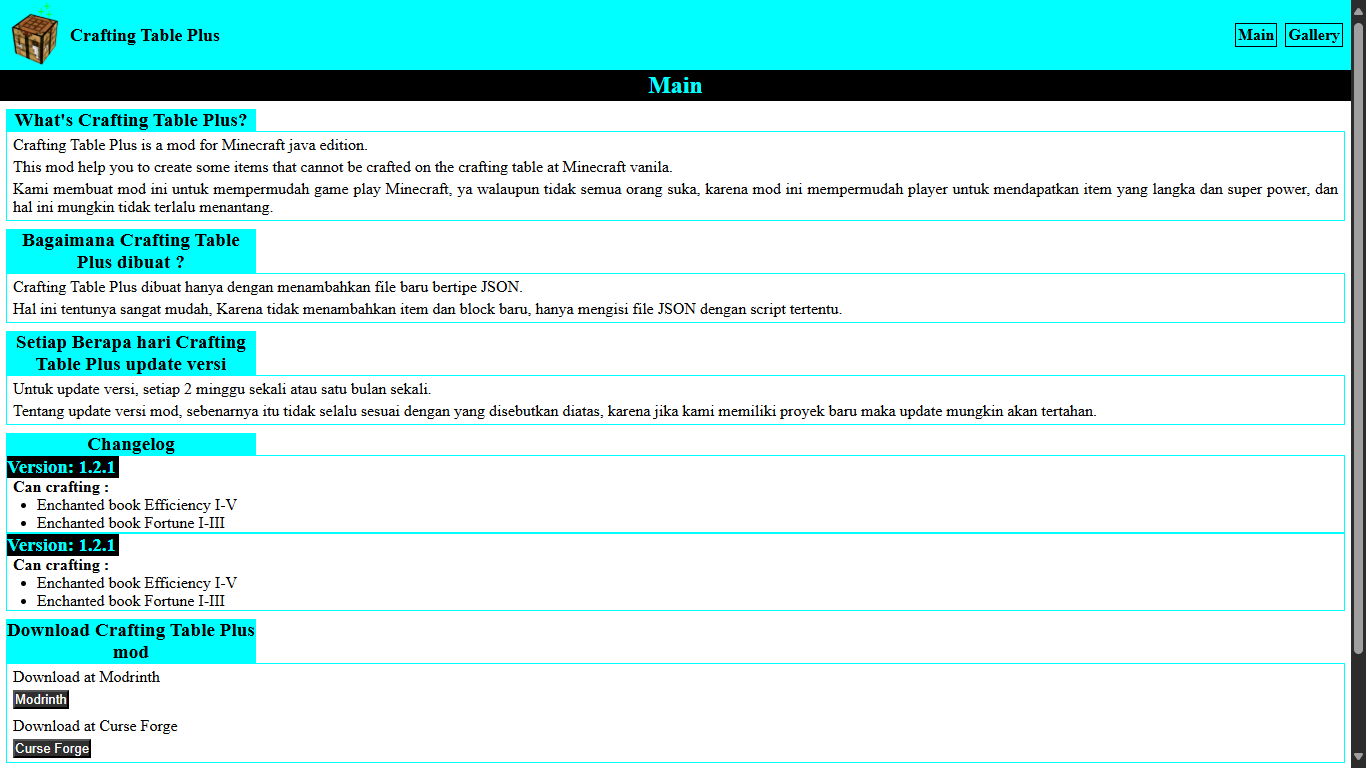 Crafting Table Plus
Main Gallery
Main
What's Crafting Table Plus?
Crafting Table Plus is a mod for Minecraft java edition.
This mod help you to create some items that cannot be crafted on the crafting table at Minecraft vanila.
Kami membuat mod ini untuk mempermudah game play Minecraft, ya walaupun tidak semua orang suka, karena mod ini mempermudah player untuk mendapatkan item yang langka dan super power, dan
hal ini mungkin tidak terlalu menantang.
Bagaimana Crafting Table
Plus dibuat ?
Crafting Table Plus dibuat hanya dengan menambahkan file baru bertipe JSON.
Hal ini tentunya sangat mudah, Karena tidak menambahkan item dan block baru, hanya mengisi file JSON dengan script tertentu.
Setiap Berapa hari Crafting
Table Plus update versi
Untuk update versi, setiap 2 minggu sekali atau satu bulan sekali.
Tentang update versi mod, sebenarnya itu tidak selalu sesuai dengan yang disebutkan diatas, karena jika kami memiliki proyek baru maka update mungkin akan tertahan.
Changelog
Version: 1.2.1
Can crafting :
• Enchanted book Efficiency I-V
• Enchanted book Fortune I-III
Version: 1.2.1
Can crafting :
• Enchanted book Efficiency I-V
• Enchanted book Fortune I-III
Download Crafting Table Plus
mod
Download at Modrinth
Modrinth
Download at Curse Forge
Curse Forge